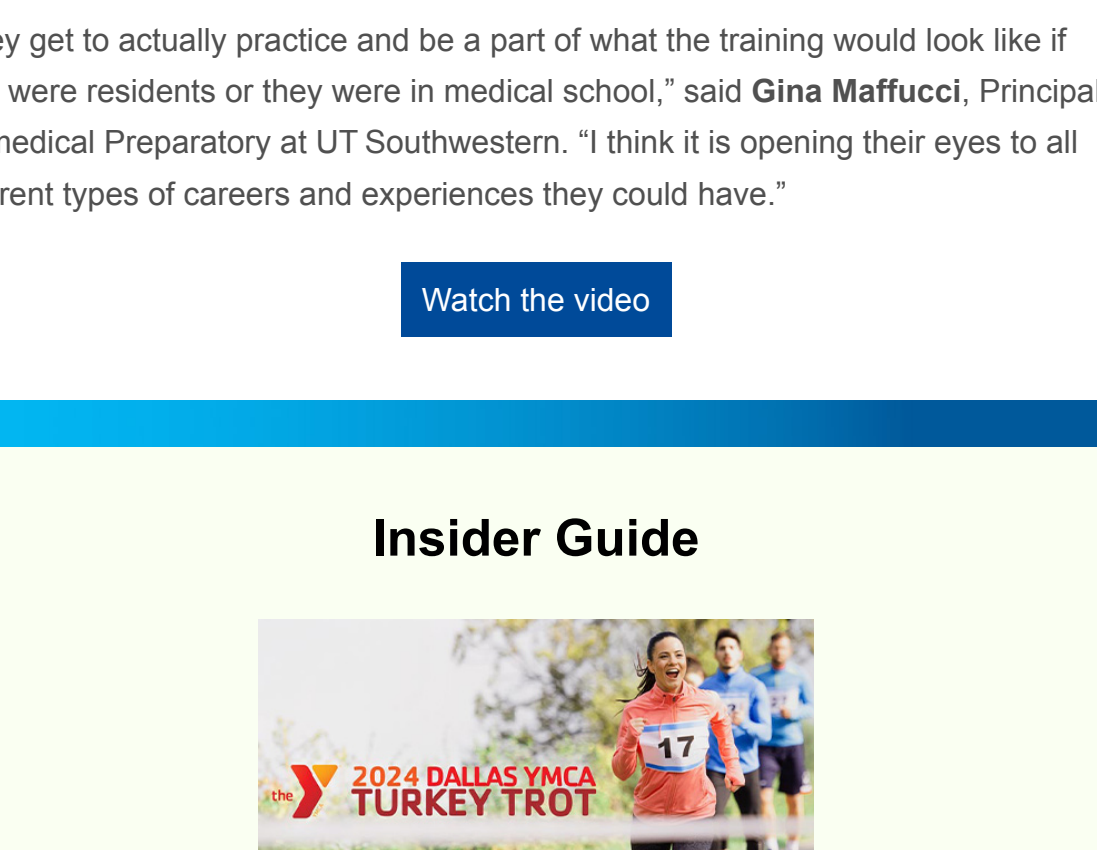 ey get to actually practice and be a part of what the training would look like if
were residents or they were in medical school,” said Gina Maffucci, Principal
medical Preparatory at UT Southwestern. “I think it is opening their eyes to all
rent types of careers and experiences they could have.”
Watch the video
Insider Guide
17
the
2024 DALLAS YMCA
TURKEY TROT